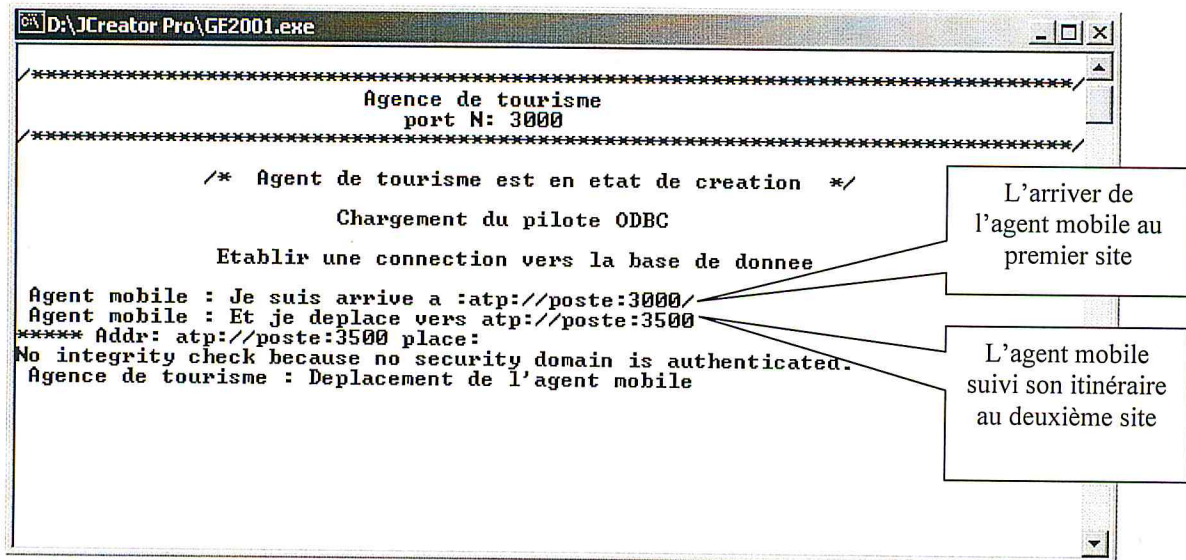 D:\JCreator Pro\GE2001.exe
/******************************************************************************/
Agence de tourisme
port N: 3000
/******************************************************************************/
/* Agent de tourisme est en etat de creation */
Chargement du pilote ODBC
Etablir une connection vers la base de donnee
Agent mobile : Je suis arrive a :atp://poste:3000/
Agent mobile : Et je deplace vers atp://poste:3500
***** Addr: atp://poste:3500 place:
No integrity check because no security domain is authenticated.
Agence de tourisme : Deplacement de l'agent mobile
L'arriver de
l'agent mobile au
premier site
L'agent mobile
suivi son itinéraire
au deuxième site